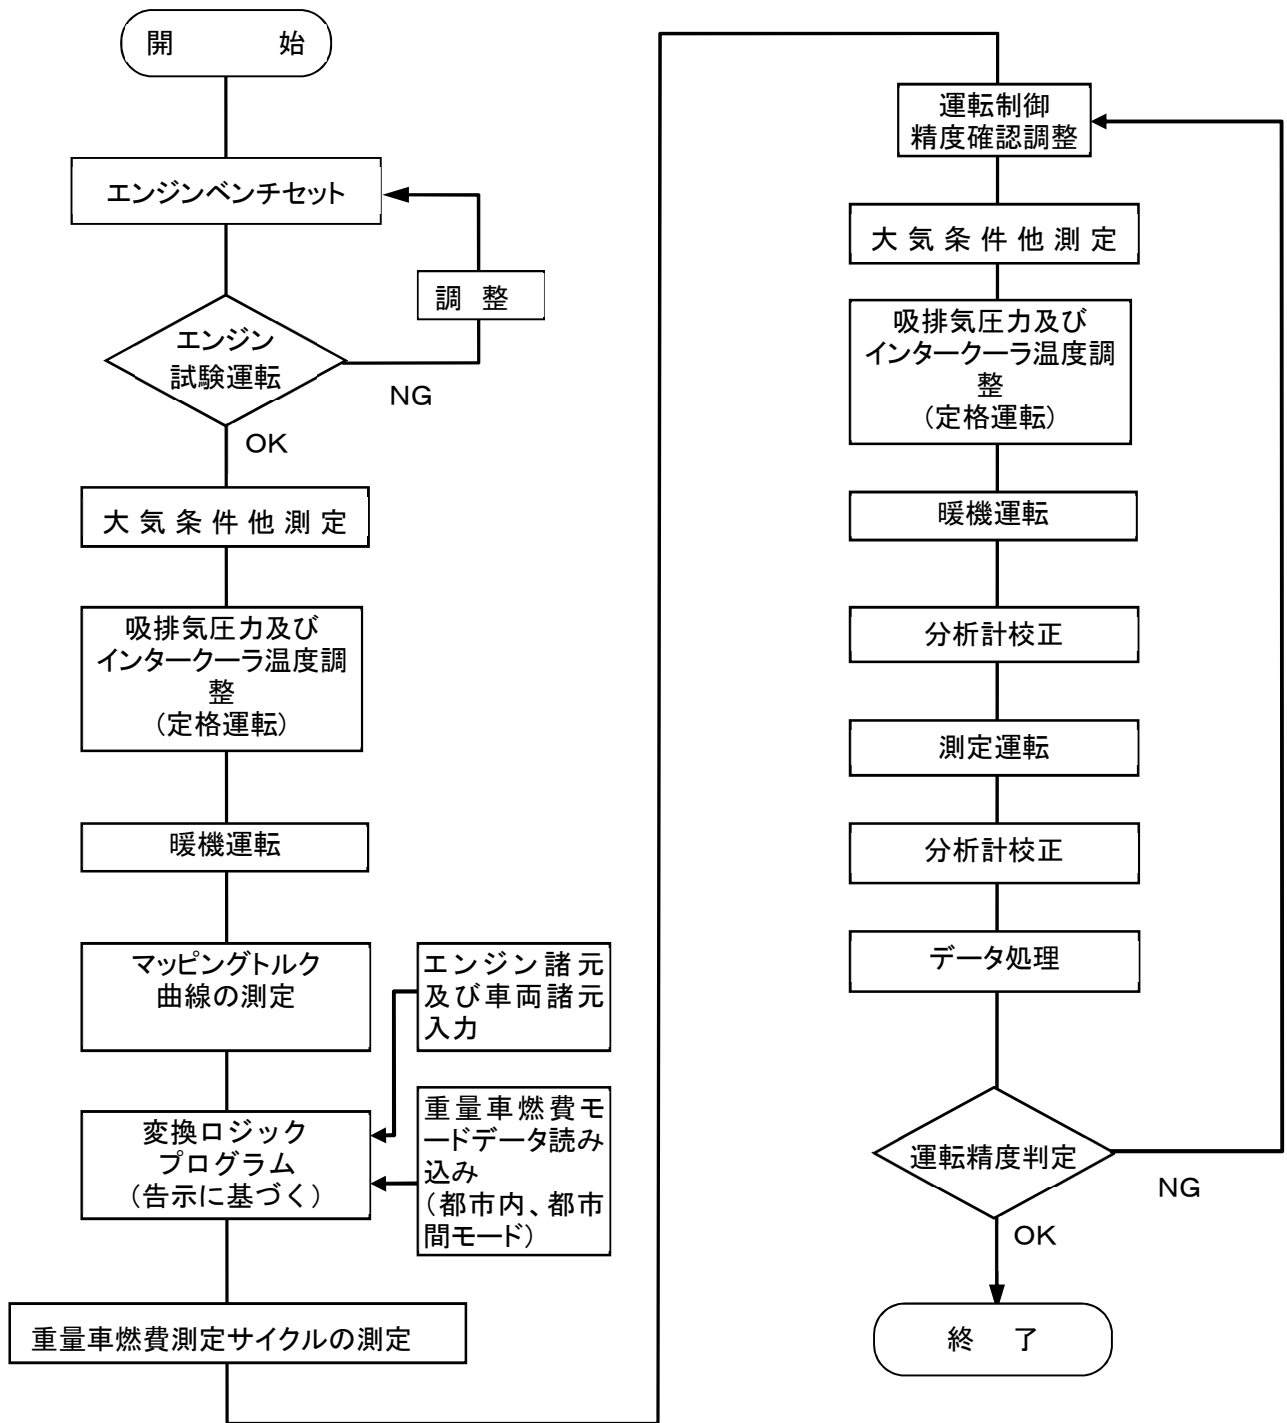 開 始
エンジンベンチセット
調 整
エンジン
試験運転
NG
OK
大 気 条 件 他 測 定
吸排気圧力及び
インタークーラ温度調
整
（定格運転）
暖機運転
マッピングトルク
曲線の測定
エンジン諸元
及び車両諸元
入力
変換ロジック
プログラム
（告示に基づく）
重量車燃費モ
ードデータ読み
込み
（都市内、都市
間モード）
重量車燃費測定サイクルの測定
運転制御
精度確認調整
大 気 条 件 他 測 定
吸排気圧力及び
インタークーラ温度調
整
（定格運転）
暖機運転
分析計校正
測定運転
分析計校正
データ処理
運転精度判定
NG
OK
終 了